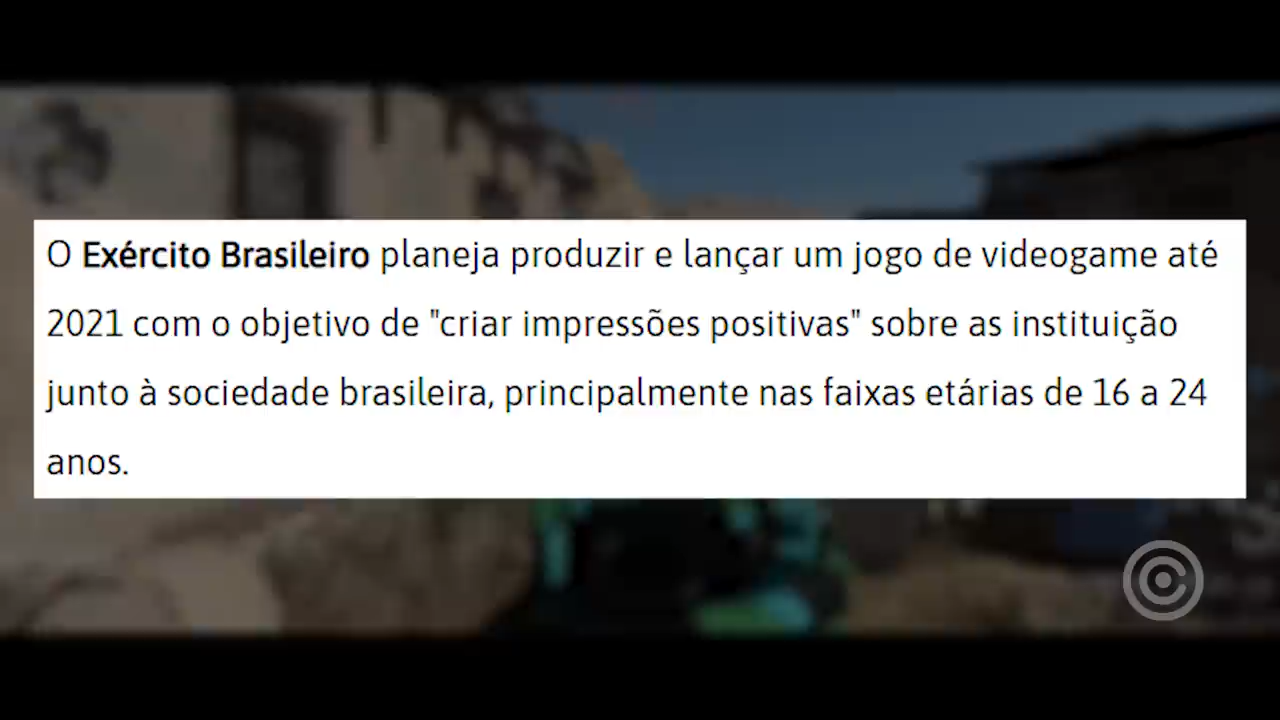 O Exército Brasileiro planeja produzir e lançar um jogo de videogame até
2021 com o objetivo de "criar impressões positivas" sobre as instituição
junto à sociedade brasileira, principalmente nas faixas etárias de 16 a 24
anos.